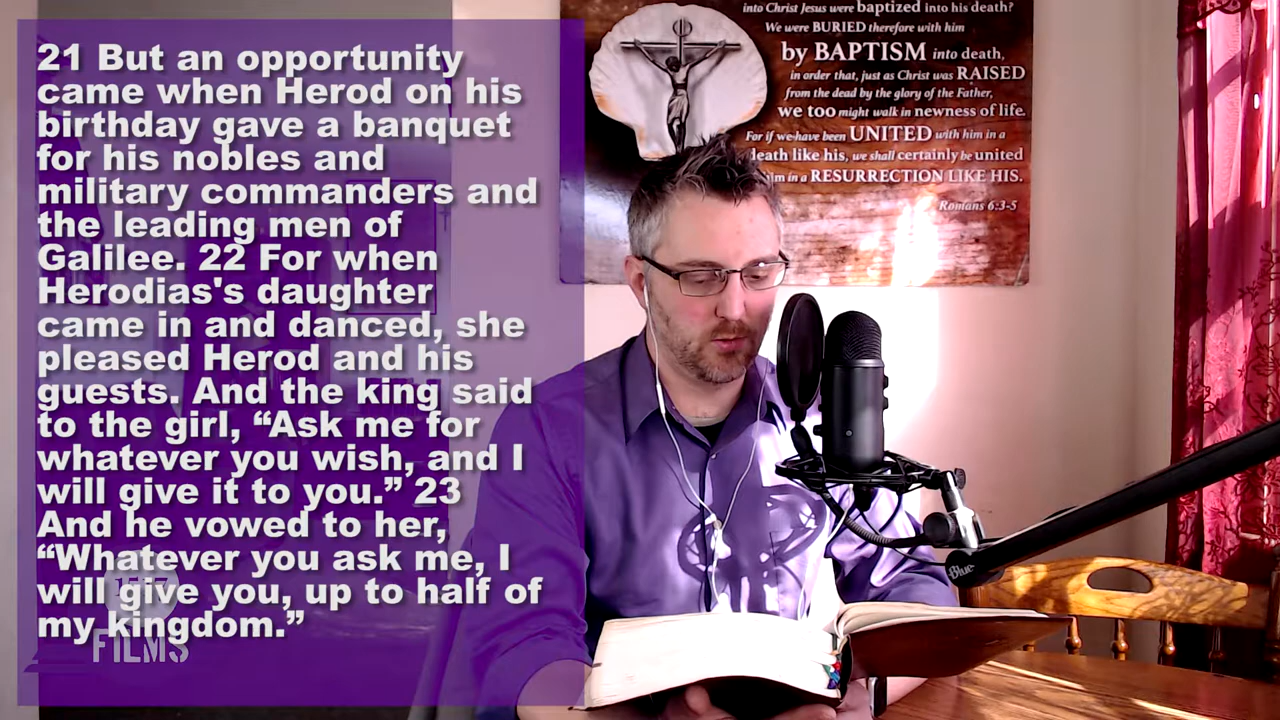 21 But an opportunity
came when Herod on his
birthday gave a banquet
for his nobles and
military commanders and
the leading men of
Galilee. 22 For when
Herodias's daughter
came in and danced, she
pleased Herod and his
guests. And the king said
to the girl, “Ask me for
whatever you wish, and I
will give it to you.” 23
And he vowed to her,
“Whatever you ask me, I
will give you, up to half of
my kingdom.”
1517
FILMS
into Christ Jesus were baptized into his death?
We were BURIED therefore with him
by BAPTISM into death,
in order that, just as Christ was RAISED
from the dead by the glory of the Father,
we too might walk in newness of life.
For if we have been UNITED with him in a
death like his, we shall certainly be united
him in a RESURRECTION LIKE HIS.
Romans 6:3-5
Blue